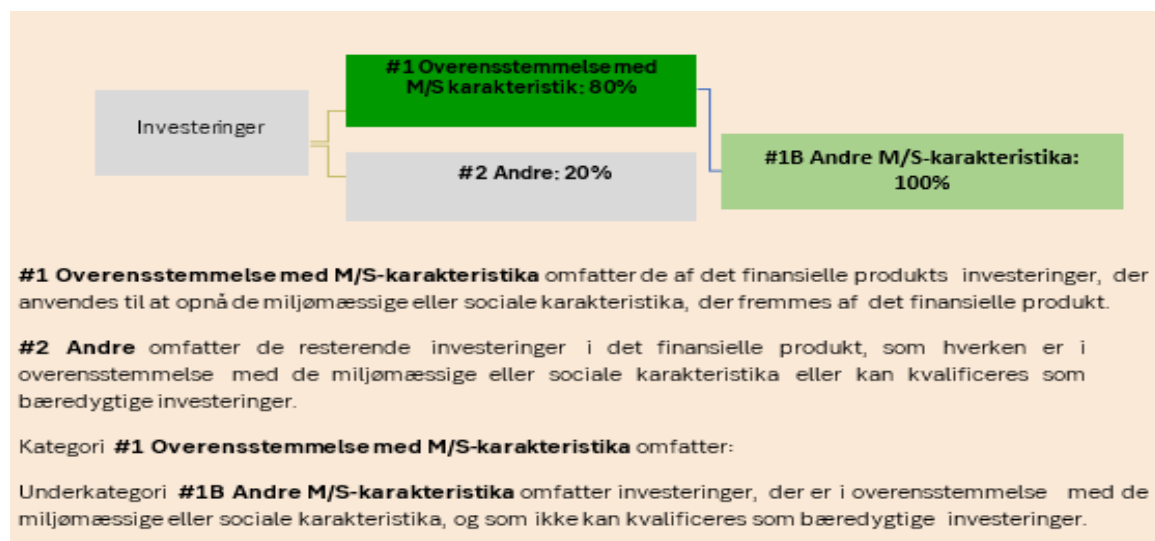 #1 Overensstemmelse med
M/S karakteristik: 80%
Investeringer
#2 Andre: 20%
#1B Andre M/S-karakteristika:
100%
#1 Overensstemmelse med M/S-karakteristika omfatter de af det finansielle produkts investeringer, der
anvendes til at opnå de miljømæssige eller sociale karakteristika, der fremmes af det finansielle produkt.
#2 Andre omfatter de resterende investeringer i det finansielle produkt, som hverken er i
overensstemmelse med de miljømæssige eller sociale karakteristika eller kan kvalificeres som
bæredygtige investeringer.
Kategori #1 Overensstemmelse med M/S-karakteristika omfatter:
Underkategori #1B Andre M/S-karakteristika omfatter investeringer, der er i overensstemmelse med de
miljømæssige eller sociale karakteristika, og som ikke kan kvalificeres som bæredygtige investeringer.